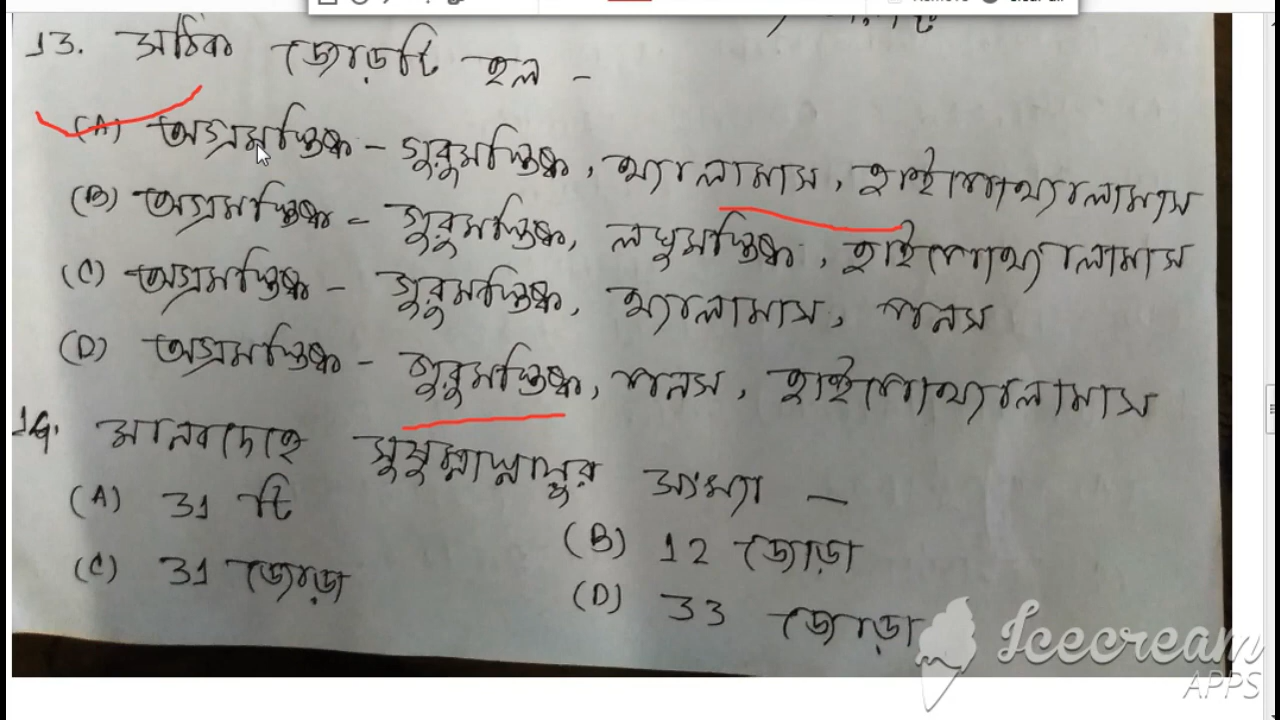 13. সঠিক জোড়টি হল -
(A) অগ্রমস্তিষ্ক - গুরুমস্তিষ্ক, থ্যালামাস, হাইপোথ্যালামাস
(B) অগ্রমস্তিষ্ক - গুরুমস্তিষ্ক, লঘুমস্তিষ্ক, হাইপোথ্যালামাস
(C) অগ্রমস্তিষ্ক - গুরুমস্তিষ্ক, থ্যালামাস, পনস
(D) অগ্রমস্তিষ্ক - গুরুমস্তিষ্ক, পনস, হাইপোথ্যালামাস
14. মানবদেহে সুষুম্নাস্নায়ুর সংখ্যা -
(A) 31 টি
(B) 12 জোড়া
(C) 31 জোড়া
(D) 33 জোড়া
Icecream
APPS